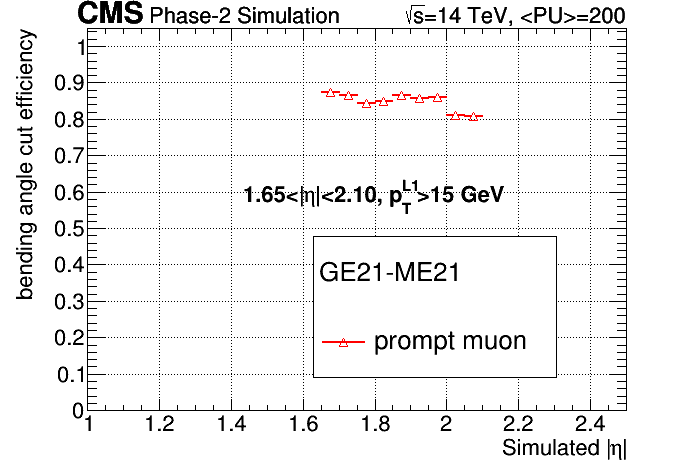 CMS Phase-2 Simulation √s=14 TeV, <PU>=200
bending angle cut efficiency
1
0.9
0.8
0.7
0.6
0.5
0.4
0.3
0.2
0.1
0
1.65<|η|<2.10, p_T^L1>15 GeV
GE21-ME21
prompt muon
1 1.2 1.4 1.6 1.8 2 2.2 2.4
Simulated |η|